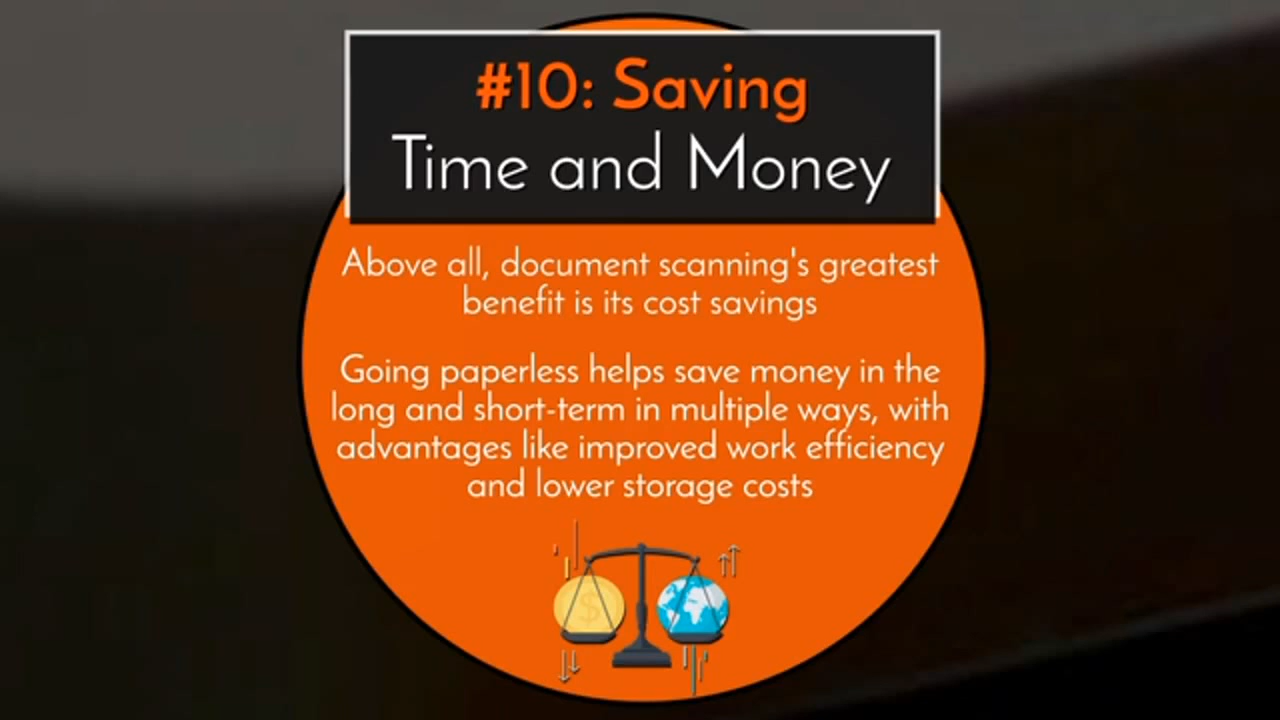 #10: Saving
Time and Money
Above all, document scanning's greatest
benefit is its cost savings
Going paperless helps save money in the
long and short-term in multiple ways, with
advantages like improved work efficiency
and lower storage costs
$